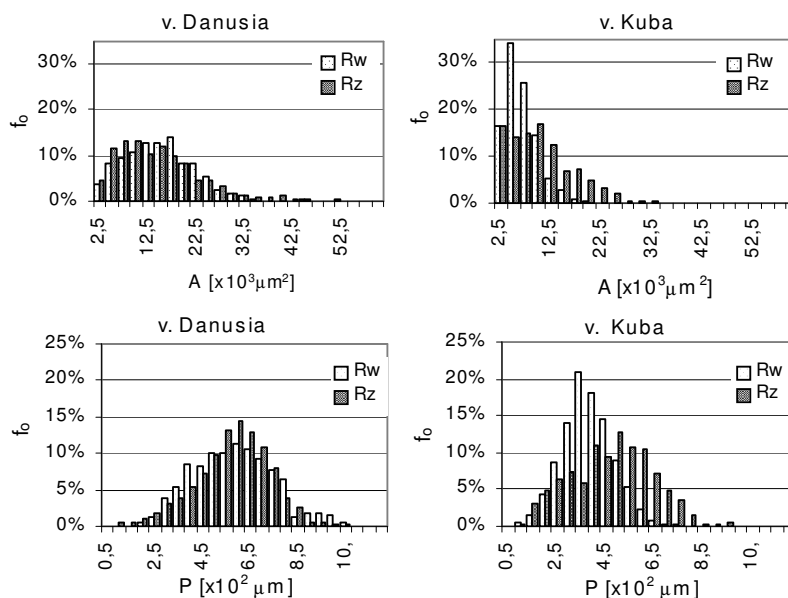 v. Danusia
30%
20%
10%
0%
fo
Rw
Rz
2,5
12,5
22,5
32,5
42,5
52,5
A [x10³μm²]
v. Kuba
30%
20%
10%
0%
fo
Rw
Rz
2,5
12,5
22,5
32,5
42,5
52,5
A [x10³μm²]
v. Danusia
25%
20%
15%
10%
5%
0%
fo
Rw
Rz
0,5
2,5
4,5
6,5
8,5
10,
P [x10² μm]
v. Kuba
25%
20%
15%
10%
5%
0%
fo
Rw
Rz
0,5
2,5
4,5
6,5
8,5
10,
P [x10² μm]